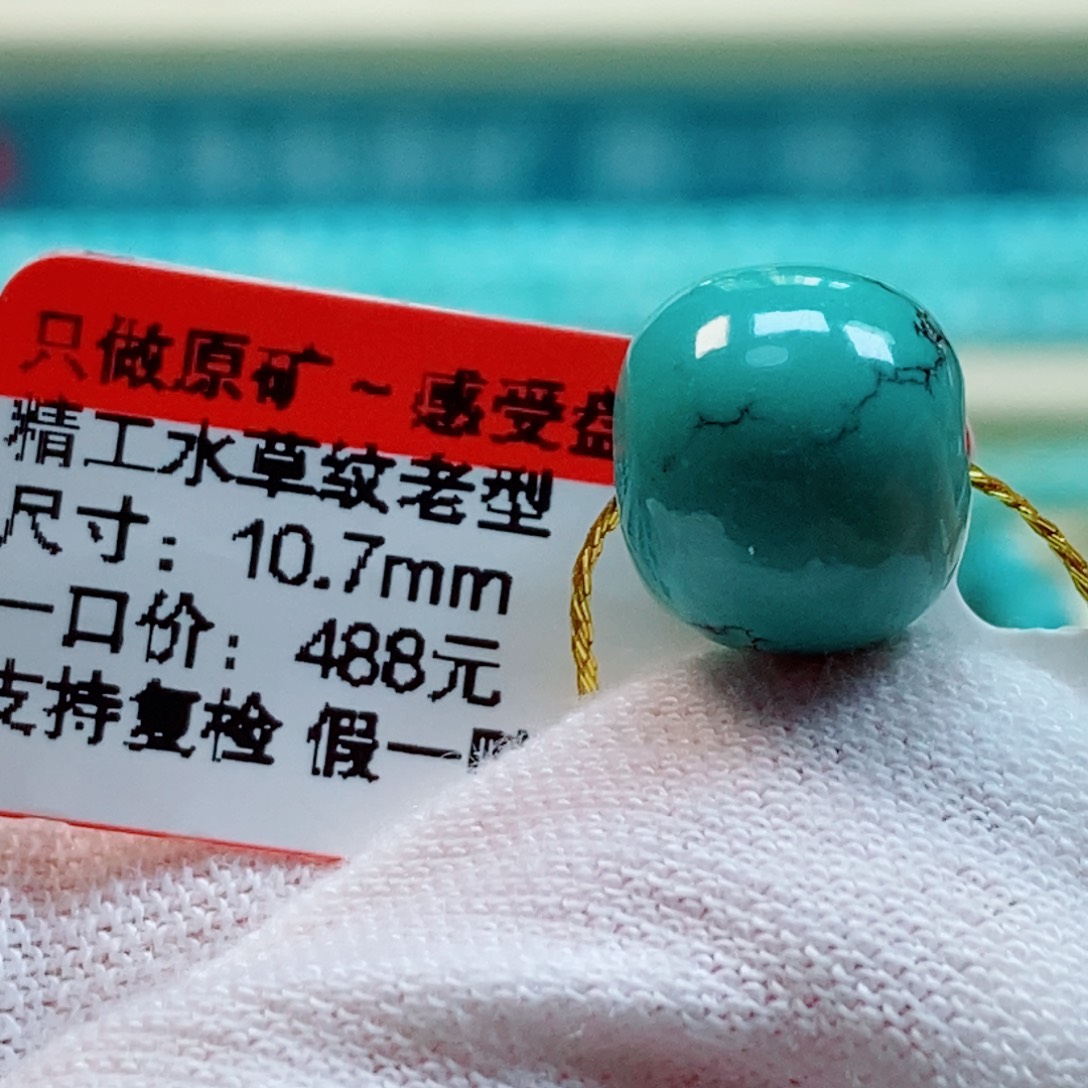 只做原矿~感受
精工水草纹老型
尺寸：10.7mm
一口价：488元
支持复检 假一